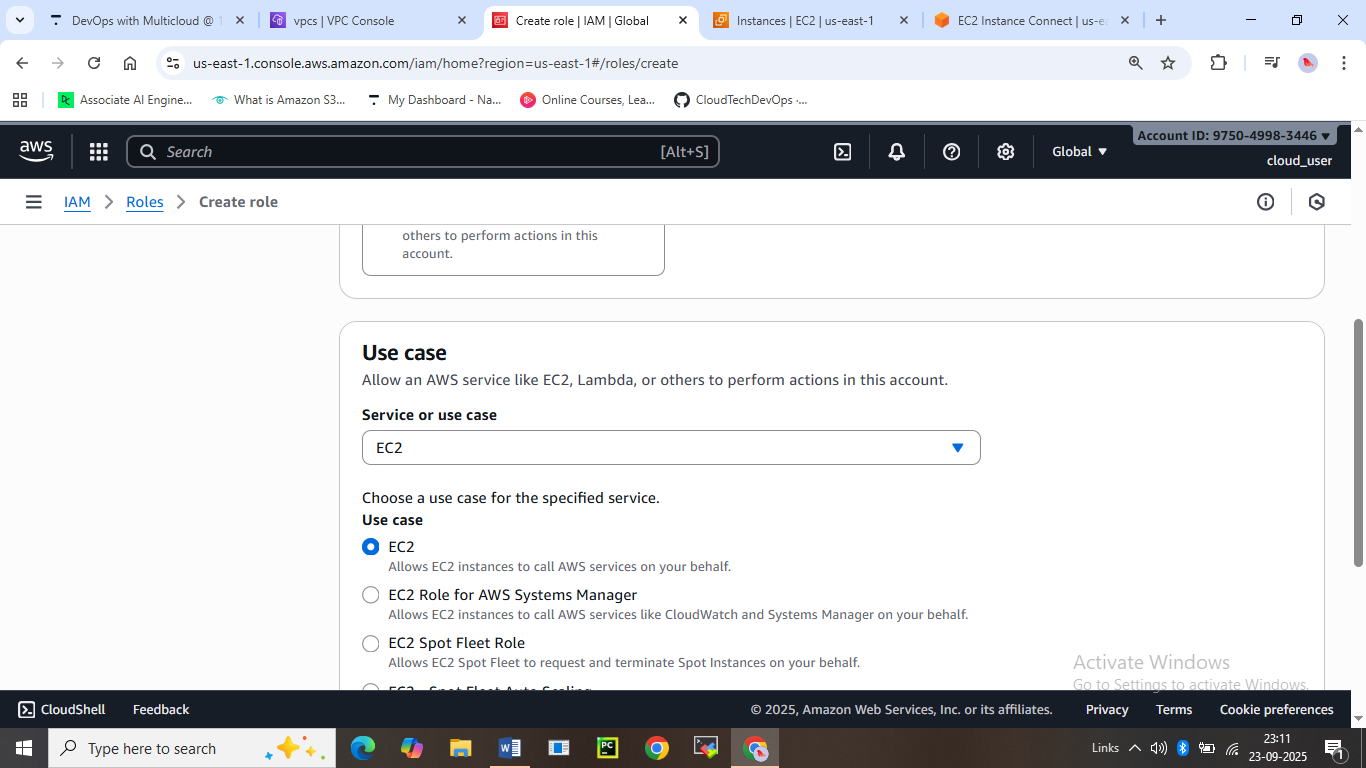 DevOps with Multicloud @ 1
vpcs | VPC Console
Create role | IAM | Global
Instances | EC2 | us-east-1
EC2 Instance Connect | us-ea
us-east-1.console.aws.amazon.com/iam/home?region=us-east-1#/roles/create
Associate AI Engine...
What is Amazon S3...
My Dashboard - Na...
Online Courses, Lea...
CloudTechDevOps -...
aws
Search
[Alt+S]
Global
Account ID: 9750-4998-3446
cloud_user
IAM
Roles
Create role
others to perform actions in this
account.
Use case
Allow an AWS service like EC2, Lambda, or others to perform actions in this account.
Service or use case
EC2
Choose a use case for the specified service.
Use case
EC2
Allows EC2 instances to call AWS services on your behalf.
EC2 Role for AWS Systems Manager
Allows EC2 instances to call AWS services like CloudWatch and Systems Manager on your behalf.
EC2 Spot Fleet Role
Allows EC2 Spot Fleet to request and terminate Spot Instances on your behalf.
EC2 - Spot Fleet Auto Scaling
Activate Windows
Go to Settings to activate Windows.
CloudShell
Feedback
© 2025, Amazon Web Services, Inc. or its affiliates.
Privacy
Terms
Cookie preferences
Type here to search
Links
23:11
23-09-2025
1